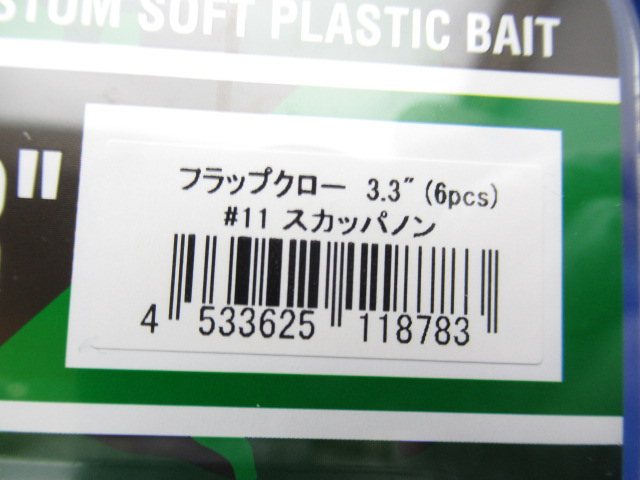 STOM SOFT PLASTIC BAIT
"
フラップクロー 3.3" (6pcs)
#11 スカッパノン
4 533625 118783